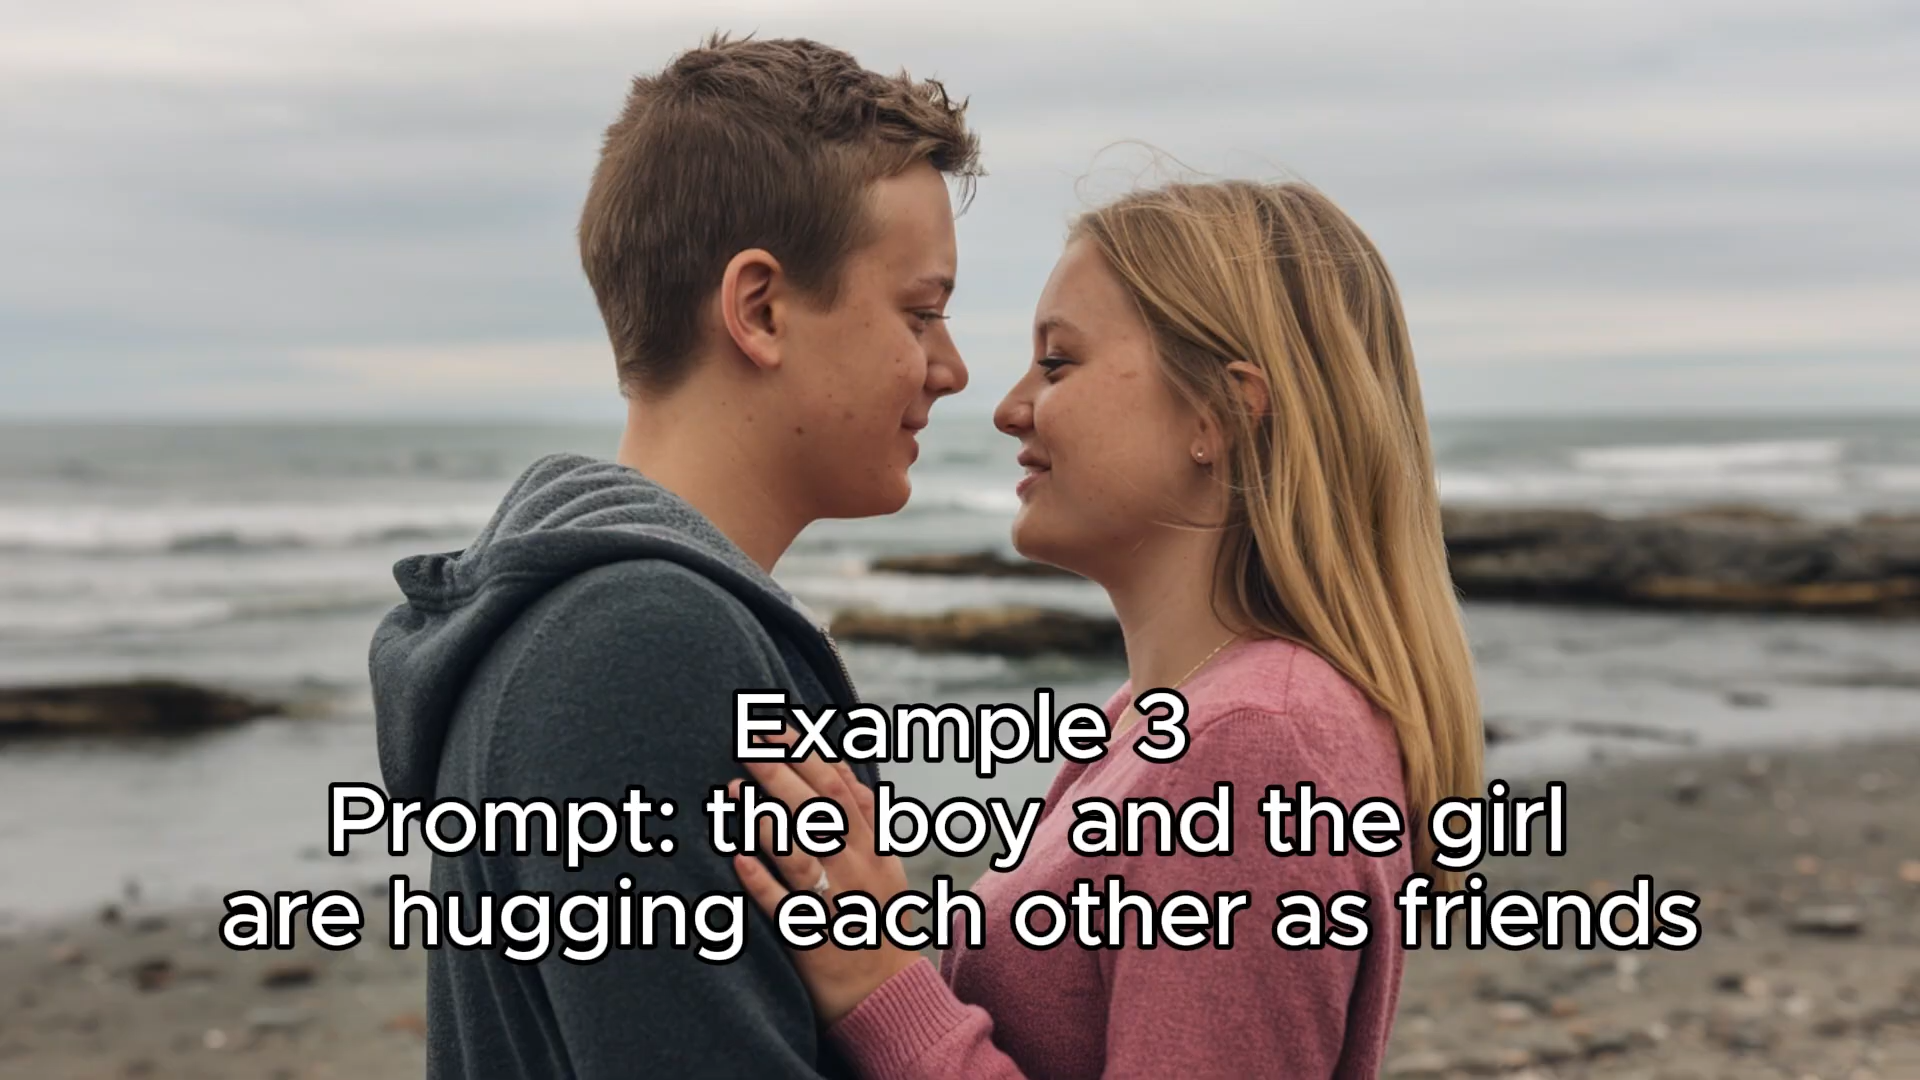 Example 3
Prompt: the boy and the girl
are hugging each other as friends